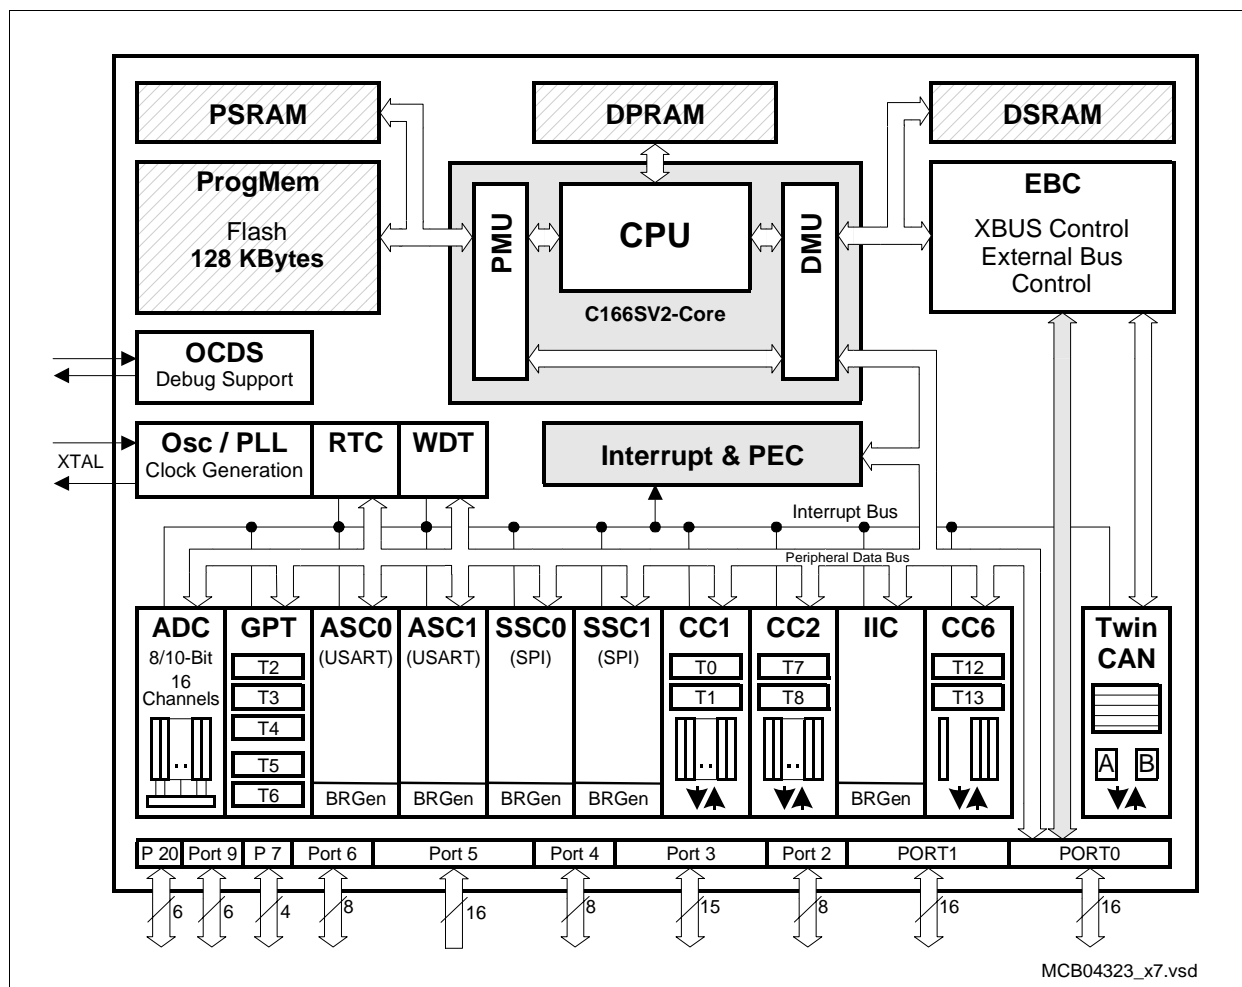 PSRAM
DPRAM
DSRAM
ProgMem
Flash
128 KBytes
PMU
CPU
DMU
C166SV2-Core
EBC
XBUS Control
External Bus
Control
OCDS
Debug Support
Osc / PLL
Clock Generation
RTC
WDT
Interrupt & PEC
XTAL
Interrupt Bus
Peripheral Data Bus
ADC
8/10-Bit
16
Channels
GPT
T2
T3
T4
T5
T6
ASC0
(USART)
BRGen
ASC1
(USART)
BRGen
SSC0
(SPI)
BRGen
SSC1
(SPI)
BRGen
CC1
T0
T1
CC2
T7
T8
IIC
BRGen
CC6
T12
T13
Twin
CAN
A
B
P 20
Port 9
P 7
Port 6
Port 5
Port 4
Port 3
Port 2
PORT1
PORT0
6
6
4
8
16
8
15
8
16
16
MCB04323_x7.vsd